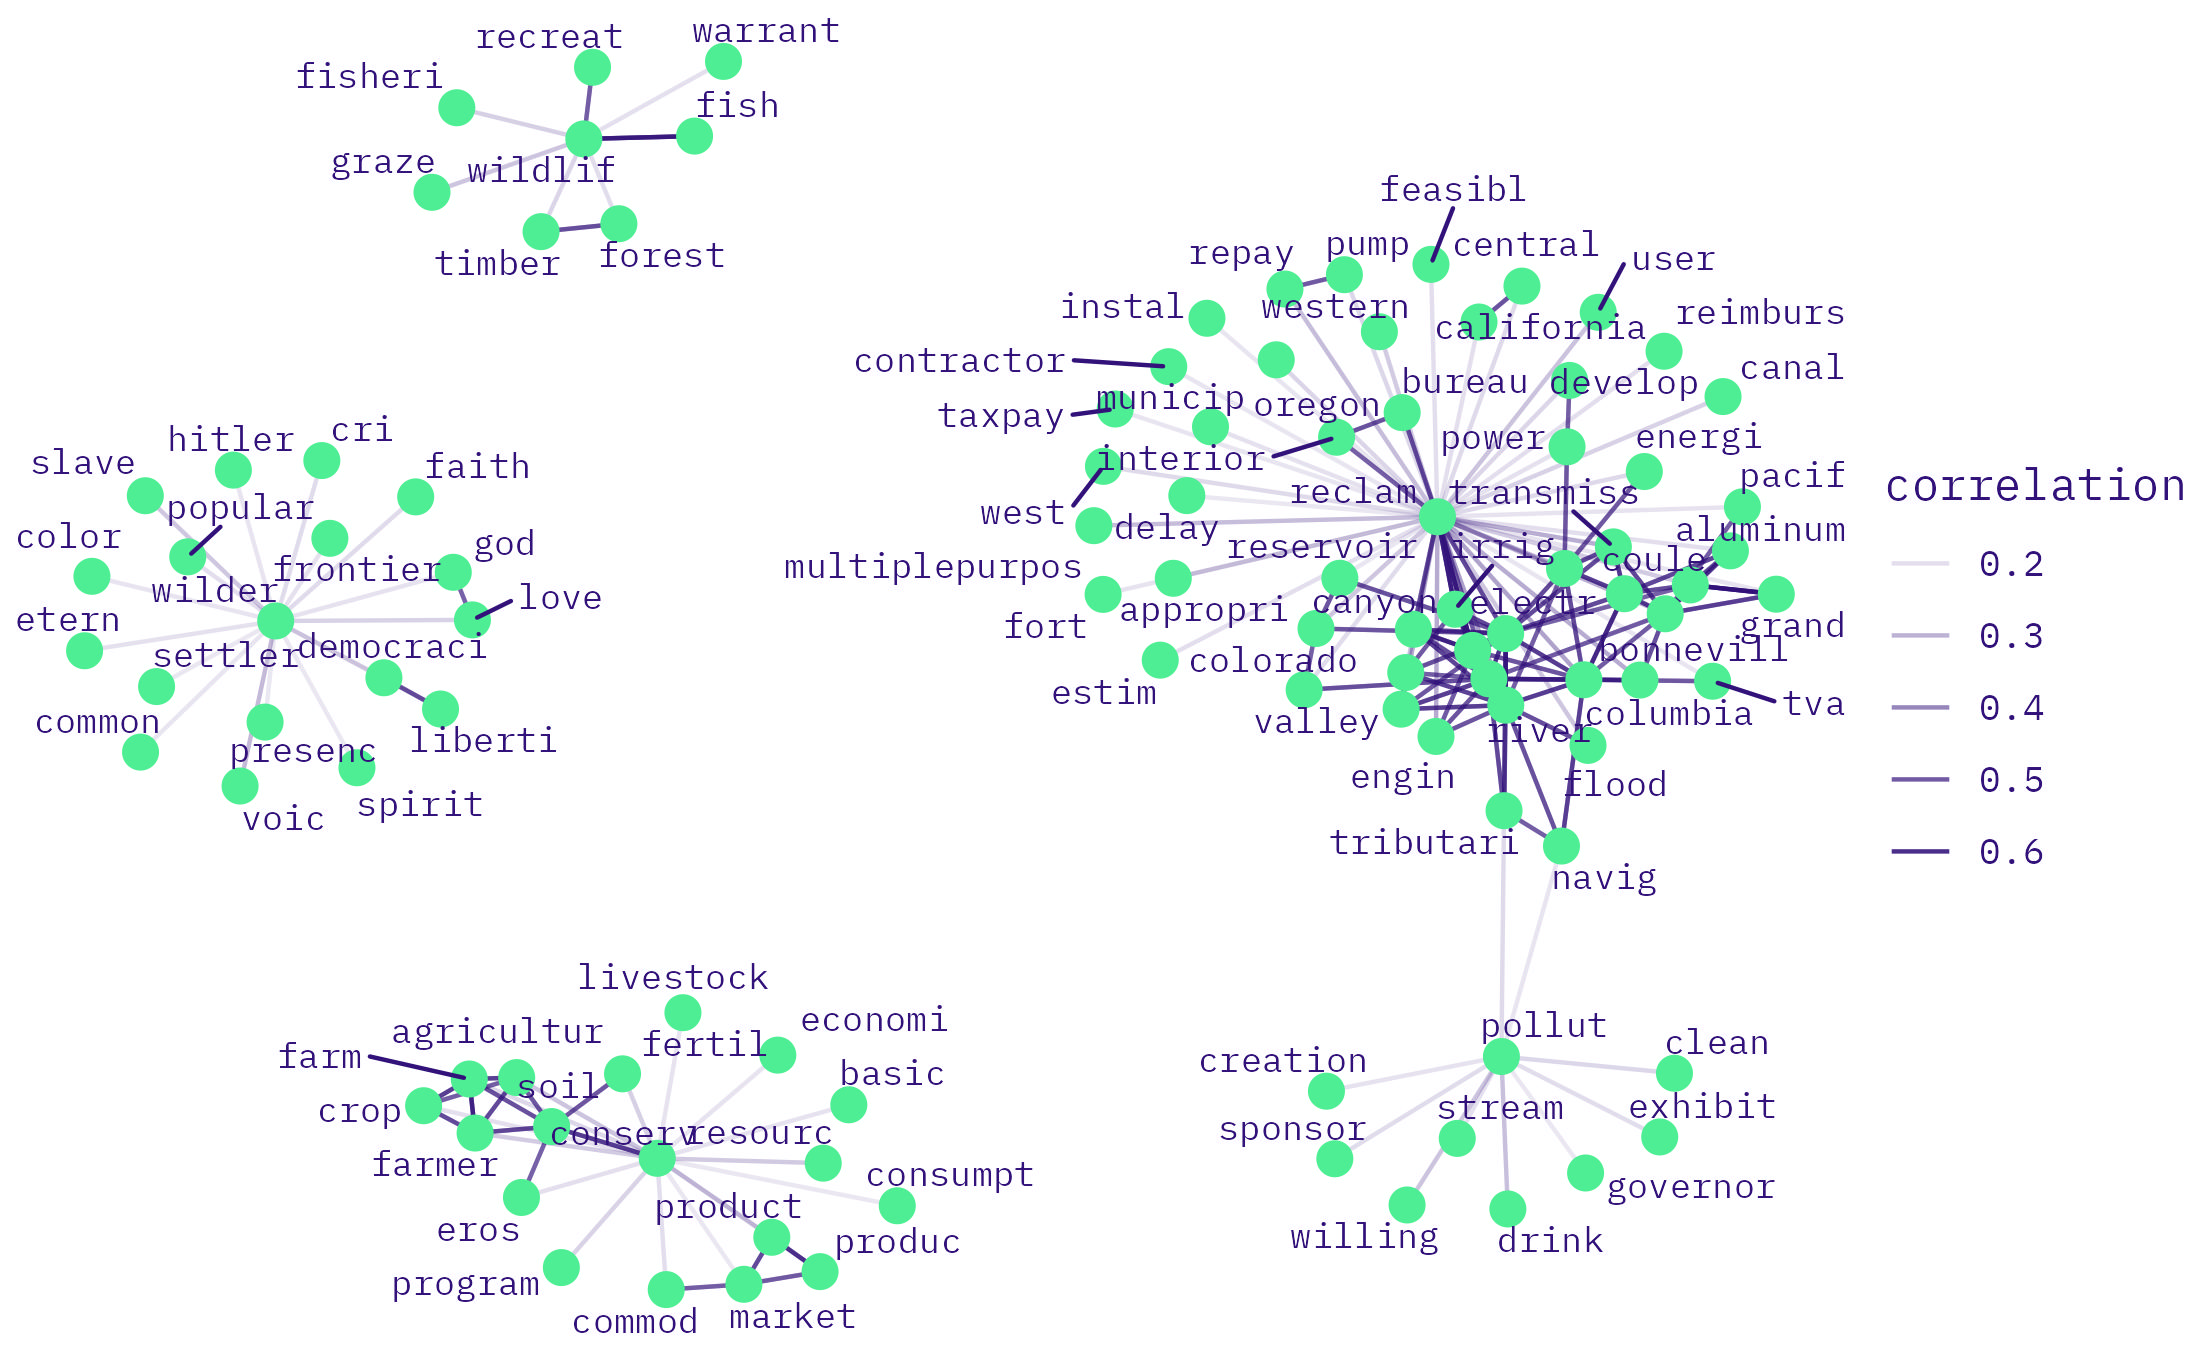 recreat
warrant
fisheri
fish
graze
wildlif
timber
forest
feasibl
repay
pump
central
user
instal
western
california
reimburs
contractor
bureau
develop
canal
taxpay
municip
oregon
power
energi
interior
pacif
west
delay
reclam
transmiss
aluminum
multiplepurpos
reservoir
irrig
coule
fort
appropri
canyon
electr
grand
estim
colorado
bonnevill
valley
river
columbia
tva
engin
flood
tributari
navig
correlation
0.2
0.3
0.4
0.5
0.6
slave
hitler
cri
faith
popular
color
frontier
god
wilder
love
etern
settler
democraci
common
presenc
liberti
voic
spirit
livestock
agricultur
fertil
economi
farm
soil
basic
crop
conserv
resourc
farmer
consumpt
eros
product
produc
program
commod
market
pollut
creation
clean
stream
exhibit
sponsor
governor
willing
drink